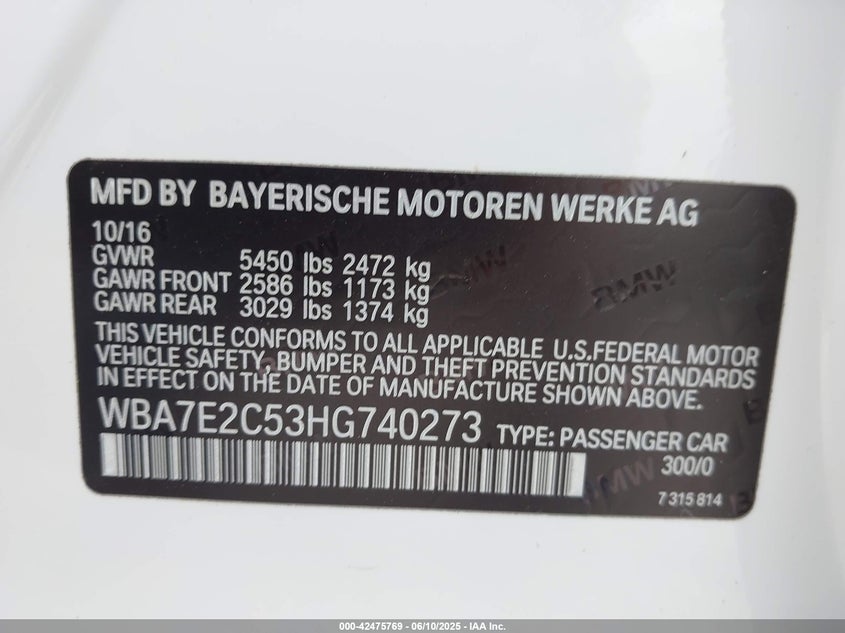 MFD BY BAYERISCHE MOTOREN WERKE AG
10/16
GVWR 5450 lbs 2472 kg
GAWR FRONT 2586 lbs 1173 kg
GAWR REAR 3029 lbs 1374 kg
THIS VEHICLE CONFORMS TO ALL APPLICABLE U.S.FEDERAL MOTOR
VEHICLE SAFETY, BUMPER AND THEFT PREVENTION STANDARDS
IN EFFECT ON THE DATE OF MANUFACTURE SHOWN ABOVE.
WBA7E2C53HG740273 TYPE: PASSENGER CAR
300/0
7 315 814
000-42475769 - 06/10/2025 - IAA Inc.